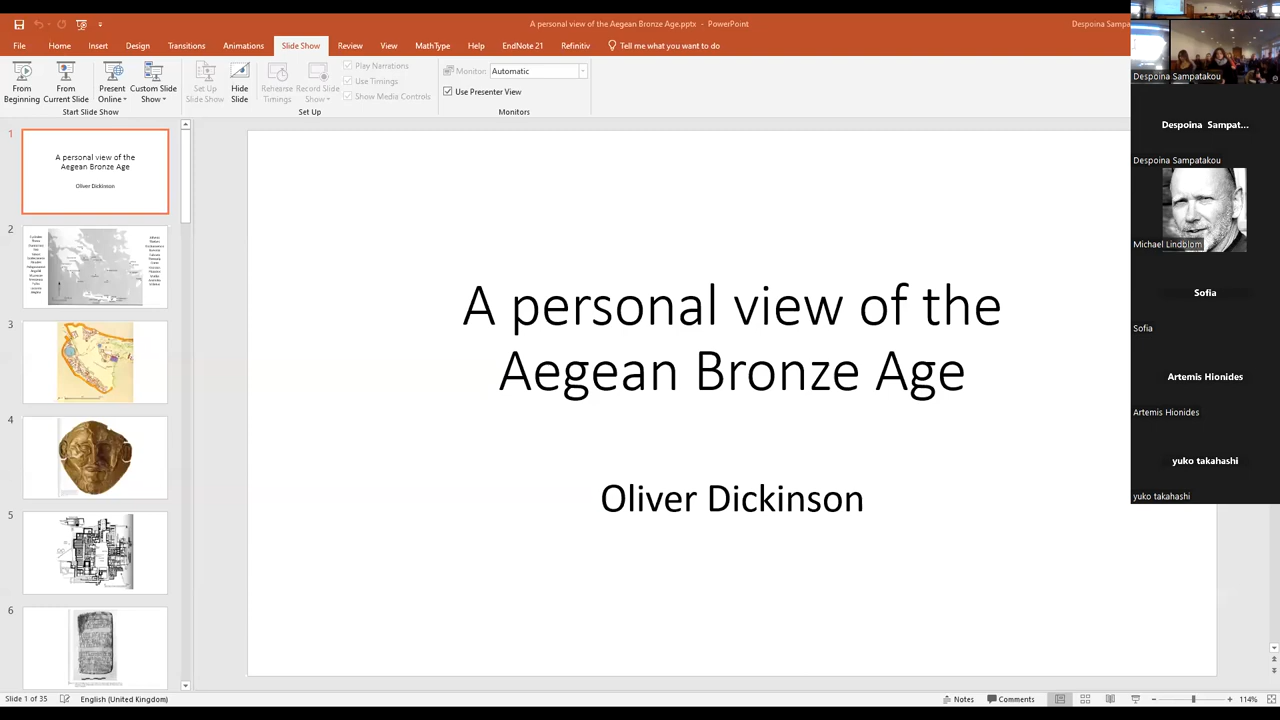 A personal view of the Aegean Bronze Age.pptx - PowerPoint
Despoina Sampa
File Home Insert Design Transitions Animations Slide Show Review View MathType Help EndNote 21 Refinitiv Tell me what you want to do
From Beginning
From Current Slide
Present Online
Custom Slide Show
Start Slide Show
Set Up Slide Show
Hide Slide
Rehearse Timings
Record Slide Show
Play Narrations
Use Timings
Show Media Controls
Set Up
Monitor: Automatic
Use Presenter View
Monitors
1
A personal view of the
Aegean Bronze Age
Oliver Dickinson
2
3
4
5
6
A personal view of the
Aegean Bronze Age
Oliver Dickinson
Despoina Sampatakou
Despoina Sampat...
Despoina Sampatakou
Michael Lindblom
Sofia
Sofia
Artemis Hionides
Artemis Hionides
yuko takahashi
yuko takahashi
Slide 1 of 35
English (United Kingdom)
Notes
Comments
114%